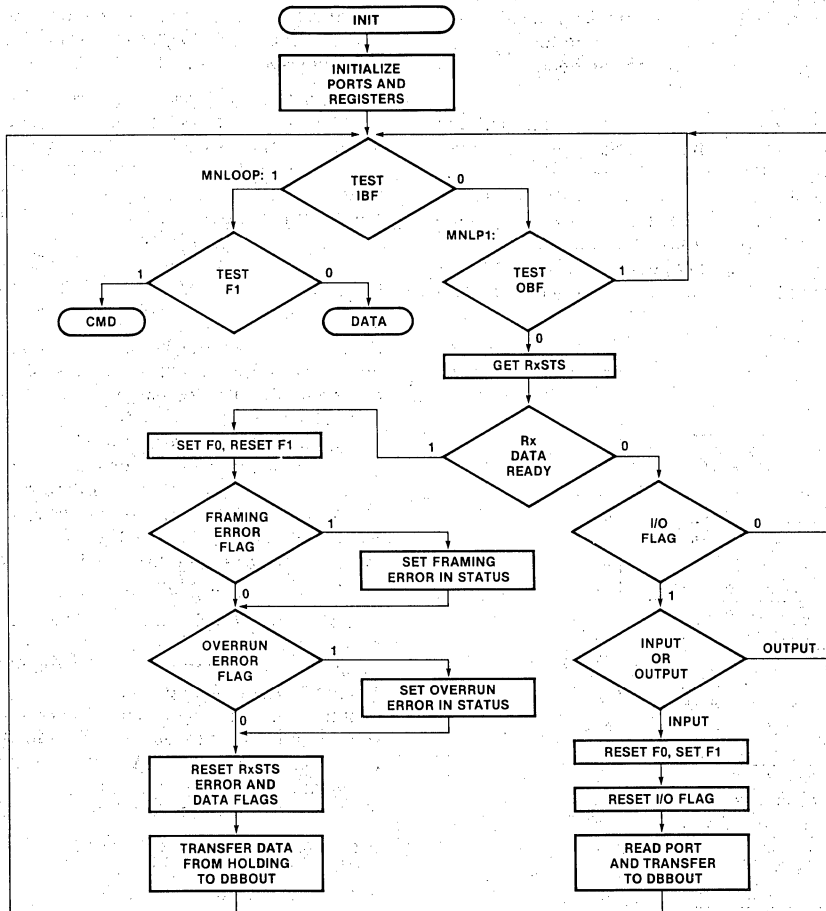 INIT
INITIALIZE
PORTS AND
REGISTERS
MNLOOP: 1
TEST
IBF
0
MNLP1:
1
TEST
F1
0
TEST
OBF
1
CMD
DATA
0
GET RxSTS
SET F0, RESET F1
1
Rx
DATA
READY
0
FRAMING
ERROR
FLAG
1
I/O
FLAG
0
SET FRAMING
ERROR IN STATUS
0
1
OVERRUN
ERROR
FLAG
1
INPUT
OR
OUTPUT
OUTPUT
SET OVERRUN
ERROR IN STATUS
0
INPUT
RESET F0, SET F1
RESET RxSTS
ERROR AND
DATA FLAGS
RESET I/O FLAG
TRANSFER DATA
FROM HOLDING
TO DBBOUT
READ PORT
AND TRANSFER
TO DBBOUT